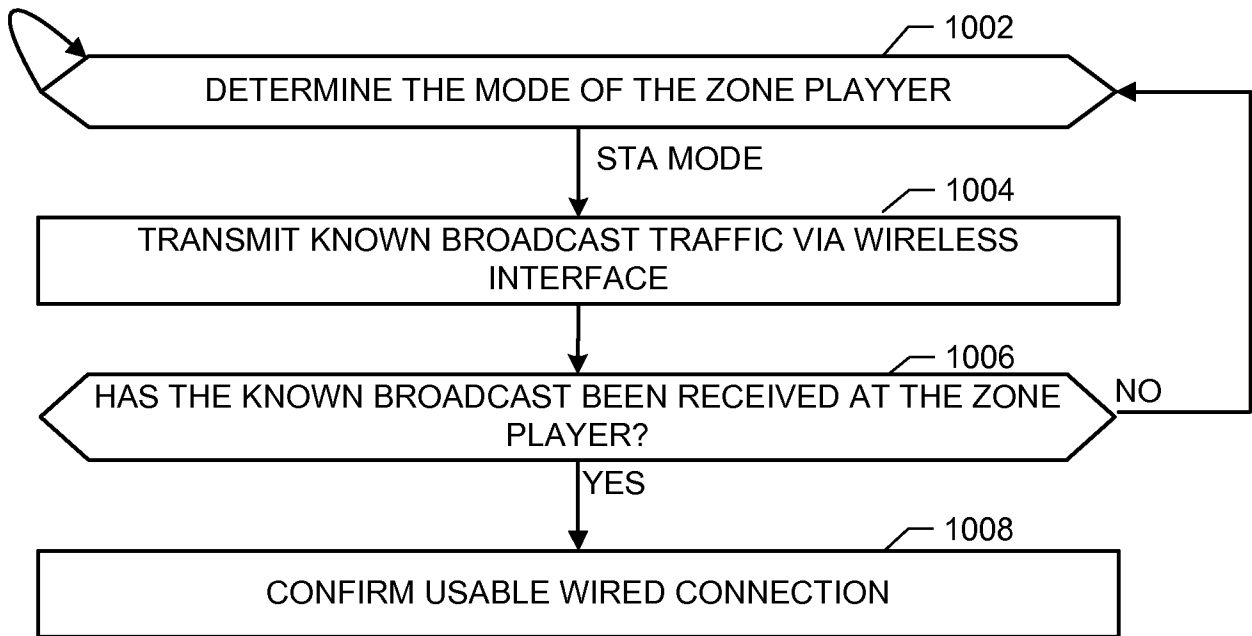 1002
DETERMINE THE MODE OF THE ZONE PLAYYER
STA MODE
1004
TRANSMIT KNOWN BROADCAST TRAFFIC VIA WIRELESS
INTERFACE
1006
HAS THE KNOWN BROADCAST BEEN RECEIVED AT THE ZONE
PLAYER?
NO
YES
1008
CONFIRM USABLE WIRED CONNECTION